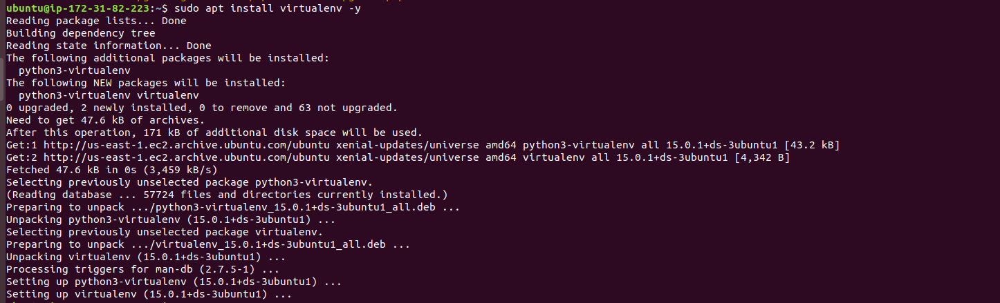 ubuntu@ip-172-31-82-223:~$ sudo apt install virtualenv -y
Reading package lists... Done
Building dependency tree
Reading state information... Done
The following additional packages will be installed:
  python3-virtualenv
The following NEW packages will be installed:
  python3-virtualenv virtualenv
0 upgraded, 2 newly installed, 0 to remove and 63 not upgraded.
Need to get 47.6 kB of archives.
After this operation, 171 kB of additional disk space will be used.
Get:1 http://us-east-1.ec2.archive.ubuntu.com/ubuntu xenial-updates/universe amd64 python3-virtualenv all 15.0.1+ds-3ubuntu1 [43.2 kB]
Get:2 http://us-east-1.ec2.archive.ubuntu.com/ubuntu xenial-updates/universe amd64 virtualenv all 15.0.1+ds-3ubuntu1 [4,342 B]
Fetched 47.6 kB in 0s (3,459 kB/s)
Selecting previously unselected package python3-virtualenv.
(Reading database ... 57724 files and directories currently installed.)
Preparing to unpack .../python3-virtualenv_15.0.1+ds-3ubuntu1_all.deb ...
Unpacking python3-virtualenv (15.0.1+ds-3ubuntu1) ...
Selecting previously unselected package virtualenv.
Preparing to unpack .../virtualenv_15.0.1+ds-3ubuntu1_all.deb ...
Unpacking virtualenv (15.0.1+ds-3ubuntu1) ...
Processing triggers for man-db (2.7.5-1) ...
Setting up python3-virtualenv (15.0.1+ds-3ubuntu1) ...
Setting up virtualenv (15.0.1+ds-3ubuntu1) ...